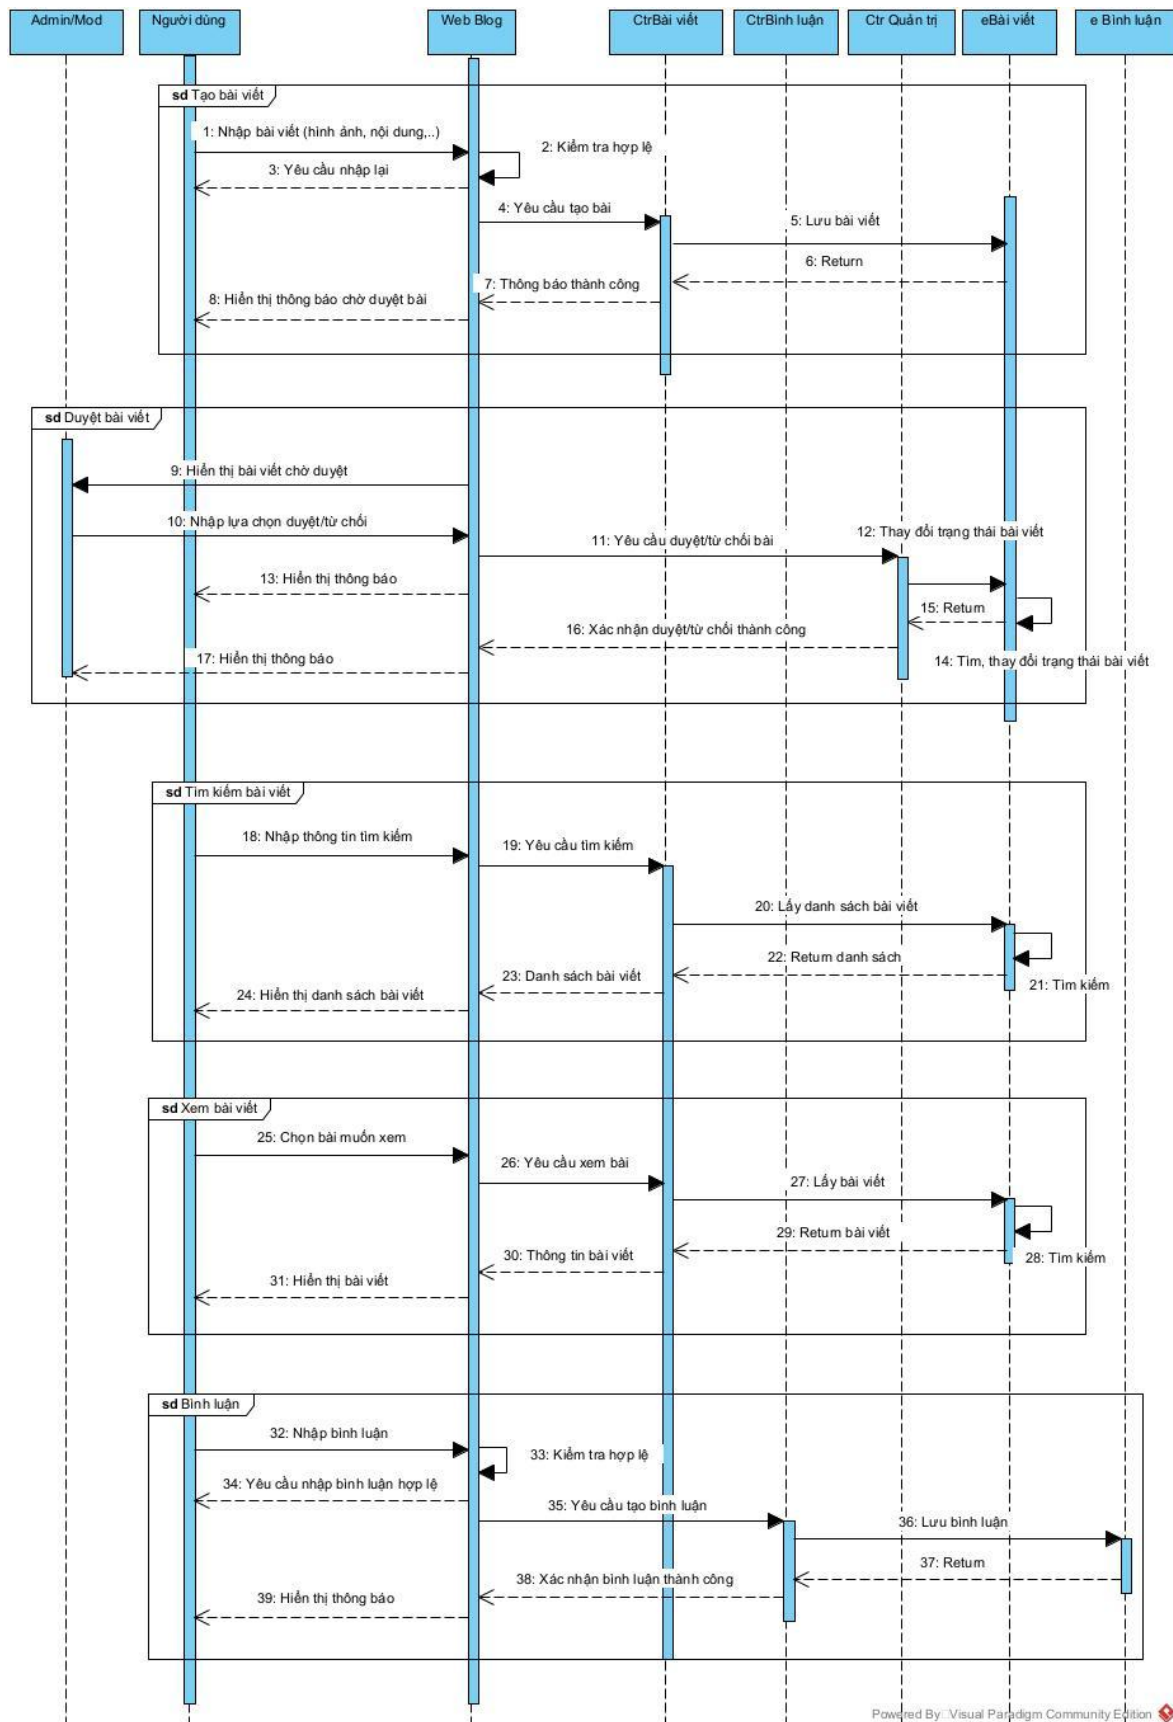 Admin/Mod
Người dùng
Web Blog
CtrBài viết
CtrBình luận
Ctr Quản trị
eBài viết
e Bình luận
sd Tạo bài viết
1: Nhập bài viết (hình ảnh, nội dung,..)
2: Kiểm tra hợp lệ
3: Yêu cầu nhập lại
4: Yêu cầu tạo bài
5: Lưu bài viết
6: Return
7: Thông báo thành công
8: Hiển thị thông báo chờ duyệt bài
sd Duyệt bài viết
9: Hiển thị bài viết chờ duyệt
10: Nhập lựa chọn duyệt/từ chối
11: Yêu cầu duyệt/từ chối bài
12: Thay đổi trạng thái bài viết
13: Hiển thị thông báo
15: Return
16: Xác nhận duyệt/từ chối thành công
17: Hiển thị thông báo
14: Tìm, thay đổi trạng thái bài viết
sd Tìm kiếm bài viết
18: Nhập thông tin tìm kiếm
19: Yêu cầu tìm kiếm
20: Lấy danh sách bài viết
22: Return danh sách
23: Danh sách bài viết
21: Tìm kiếm
24: Hiển thị danh sách bài viết
sd Xem bài viết
25: Chọn bài muốn xem
26: Yêu cầu xem bài
27: Lấy bài viết
29: Return bài viết
30: Thông tin bài viết
28: Tìm kiếm
31: Hiển thị bài viết
sd Bình luận
32: Nhập bình luận
33: Kiểm tra hợp lệ
34: Yêu cầu nhập bình luận hợp lệ
35: Yêu cầu tạo bình luận
36: Lưu bình luận
37: Return
38: Xác nhận bình luận thành công
39: Hiển thị thông báo
Powered By Visual Paradigm Community Edition